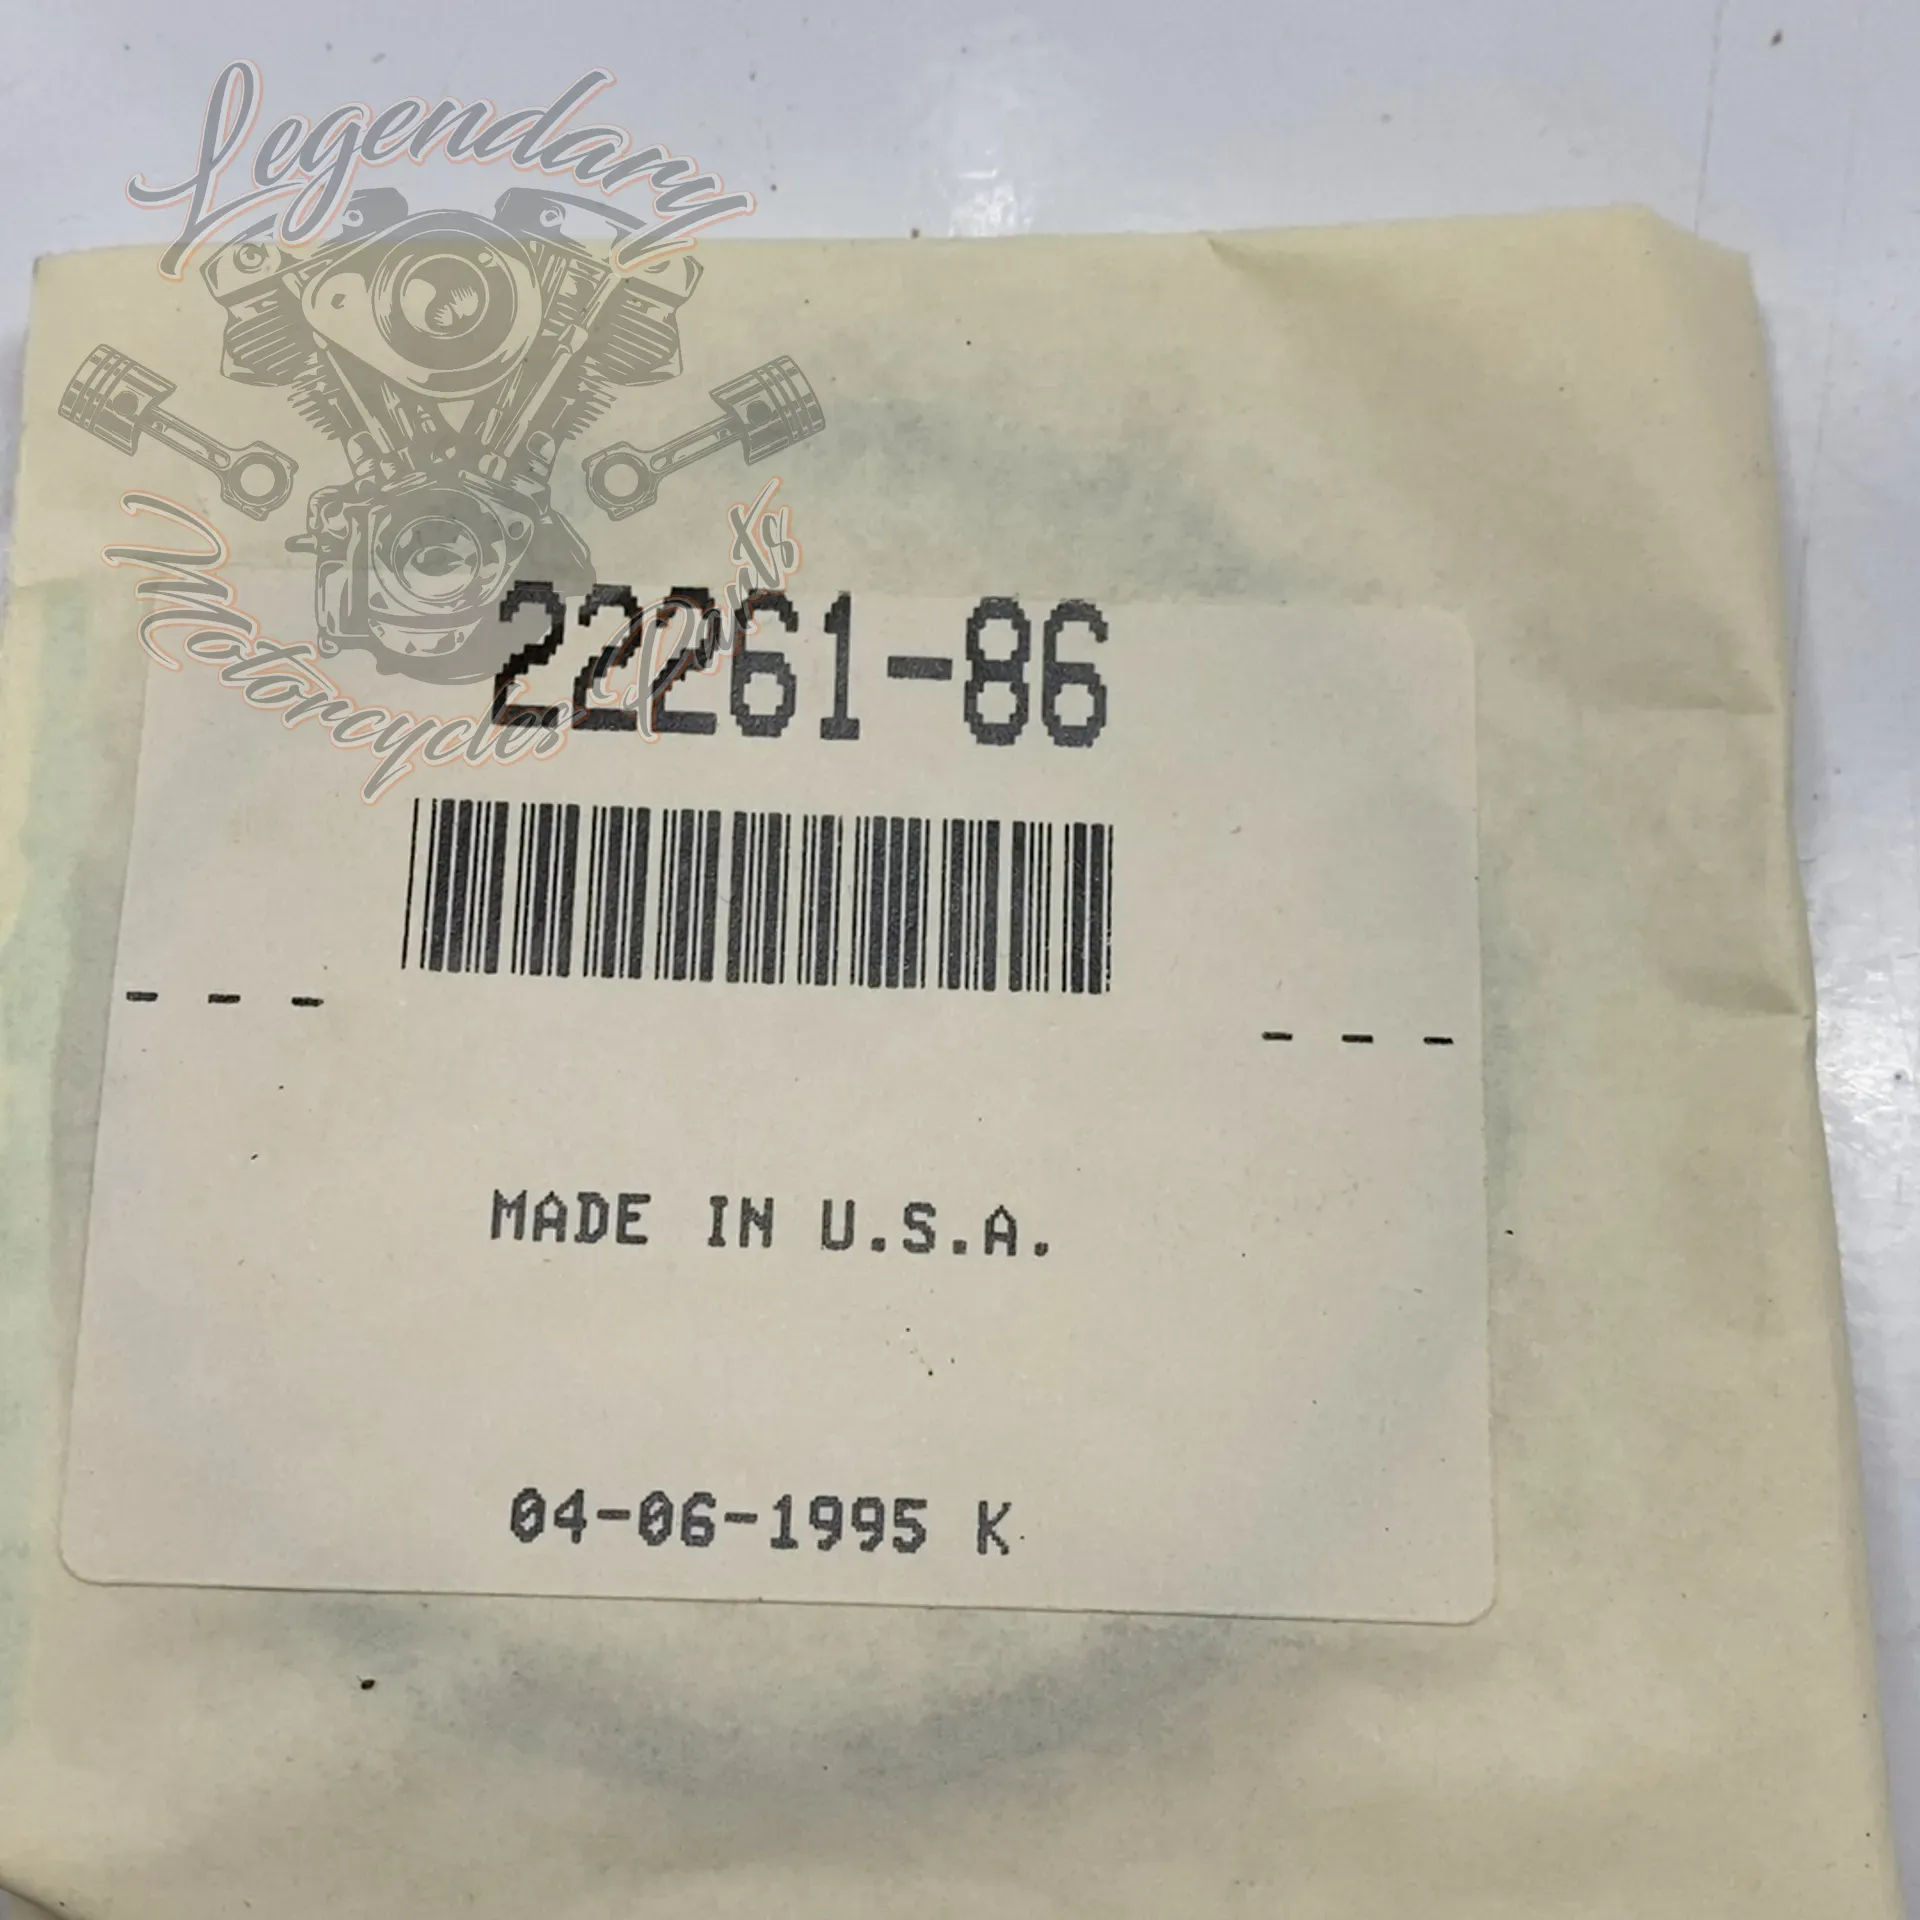 Legendary
Motorcycles Parts
22261-86
- - -
- - -
MADE IN U.S.A.
04-06-1995 K